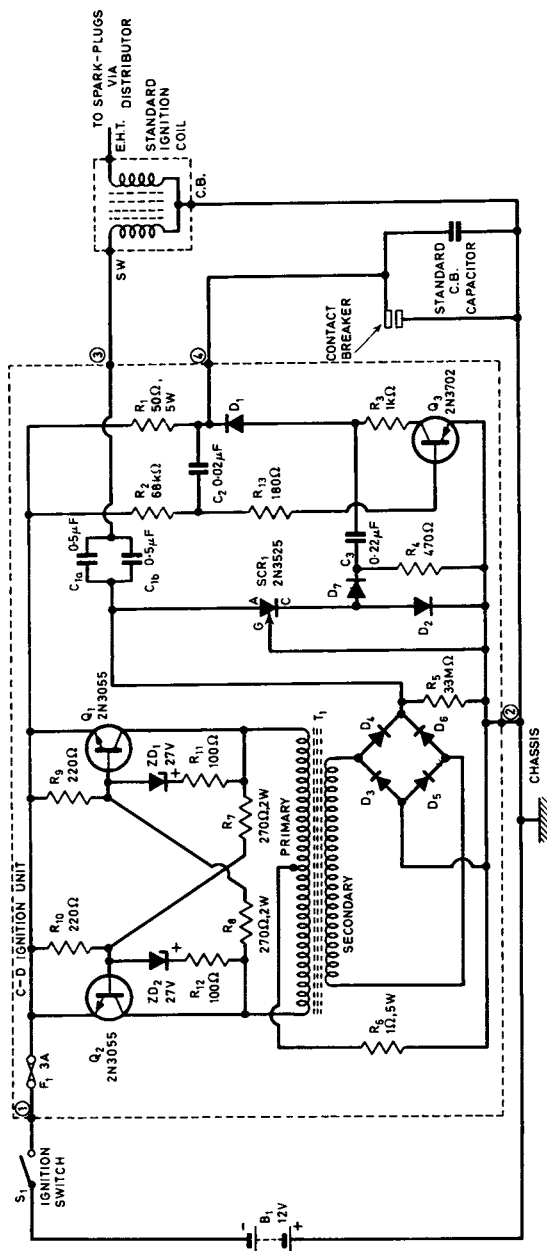 C-D IGNITION UNIT
S₁
IGNITION
SWITCH
①
F₁ 3A
B₁
12V
-
+
Q₂
2N3055
R₁₀
220Ω
ZD₂
27V
+
R₁₂
100Ω
R₈
270Ω,2W
R₉
220Ω
Q₁
2N3055
ZD₁
27V
+
R₁₁
100Ω
R₇
270Ω,2W
PRIMARY
T₁
SECONDARY
R₆
1Ω,5W
D₃
D₄
D₅
D₆
R₅
3·3MΩ
②
CHASSIS
C₁ₐ
0·5μF
0·5μF
C₁b
SCR₁
2N3525
G
A
C
D₇
D₂
C₃
0·22μF
R₄
470Ω
R₂
68kΩ
C₂ 0·02μF
R₁₃
180Ω
R₁
50Ω,
5W
D₁
R₃
1kΩ
Q₃
2N3702
③
④
SW
C.B.
TO SPARK-PLUGS
VIA
E.H.T. DISTRIBUTOR
STANDARD
IGNITION
COIL
CONTACT
BREAKER
STANDARD
C.B.
CAPACITOR